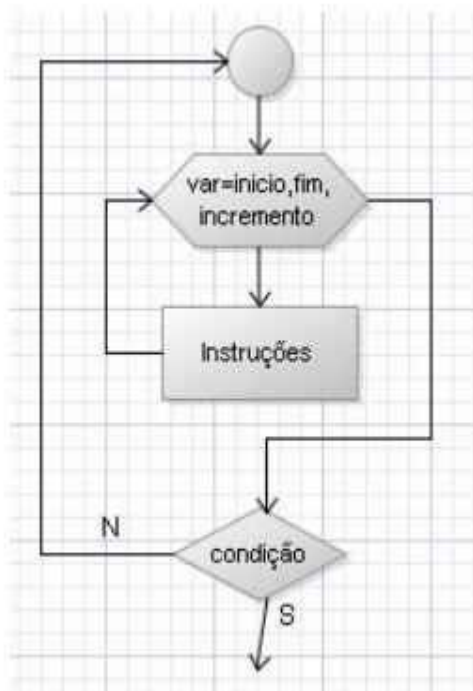 var=inicio,fim,
incremento
Instruções
N
condição
S